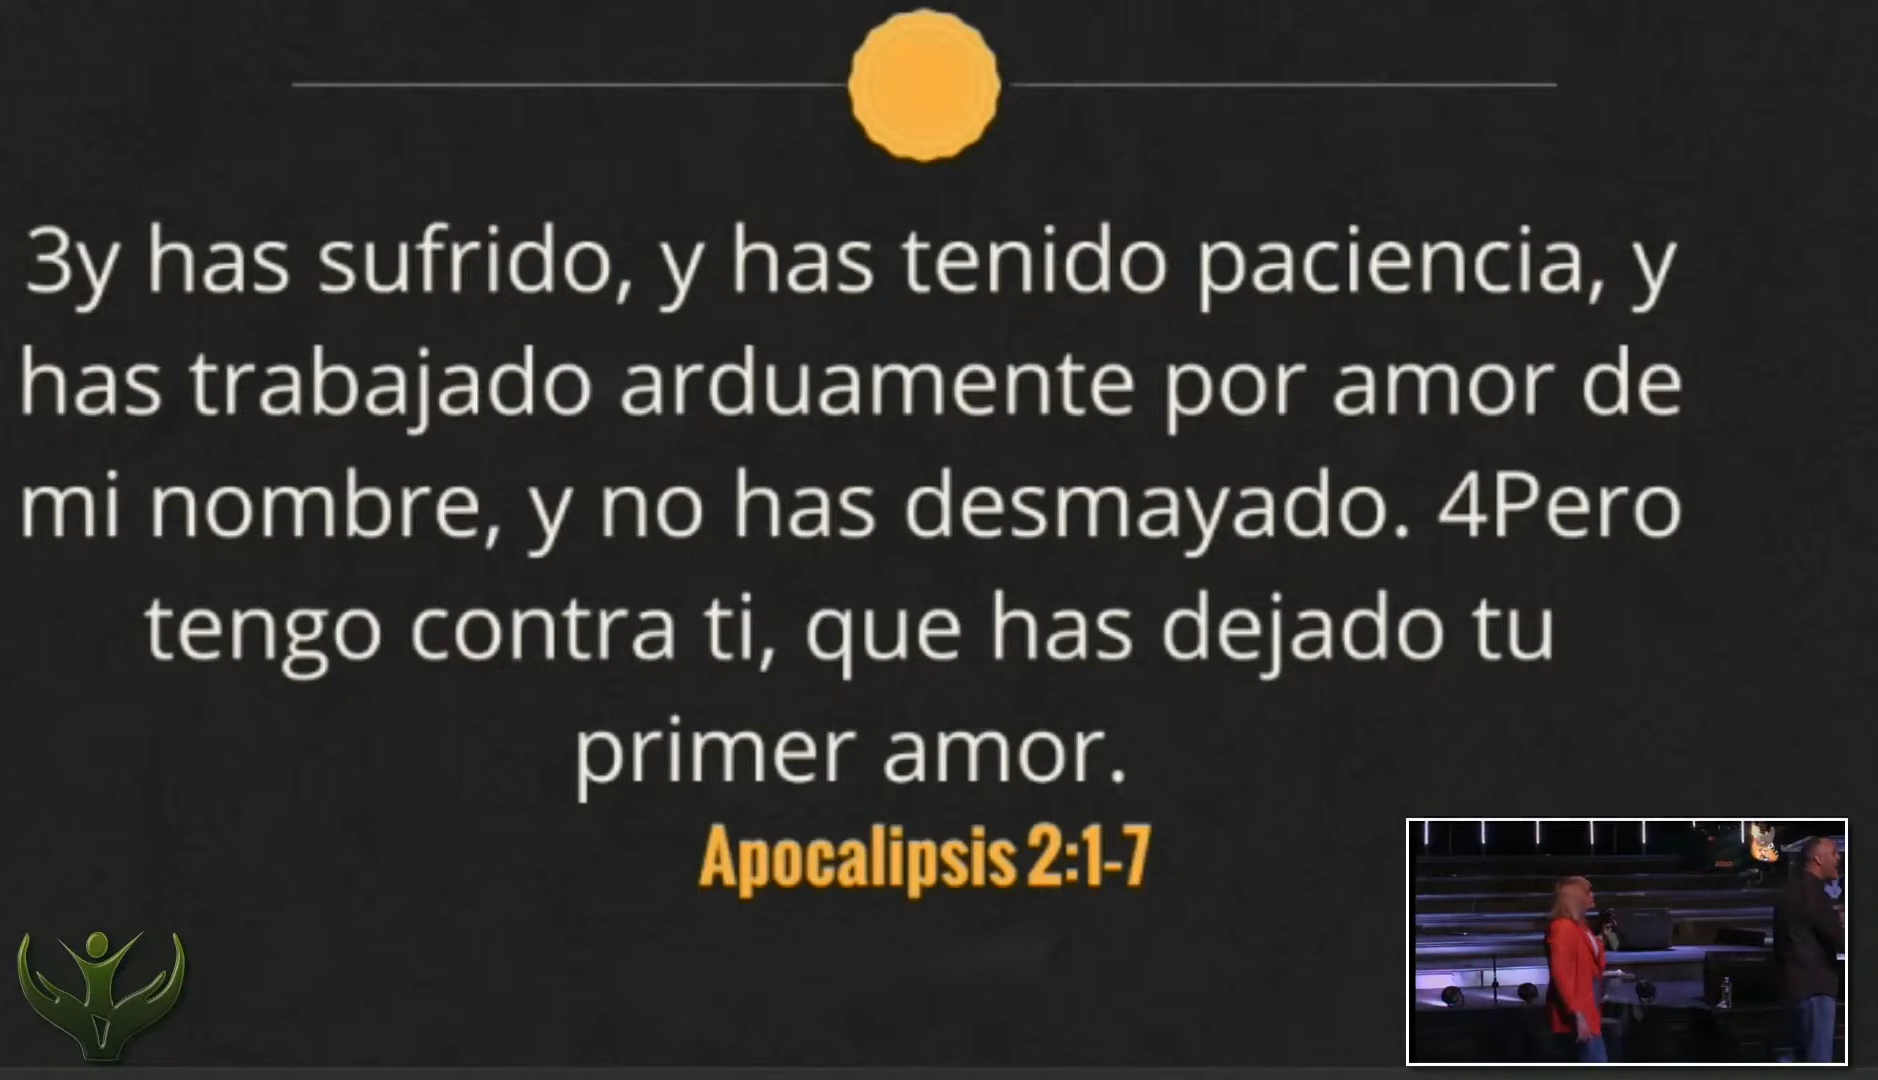 3y has sufrido, y has tenido paciencia, y
has trabajado arduamente por amor de
mi nombre, y no has desmayado. 4Pero
tengo contra ti, que has dejado tu
primer amor.
Apocalipsis 2:1-7